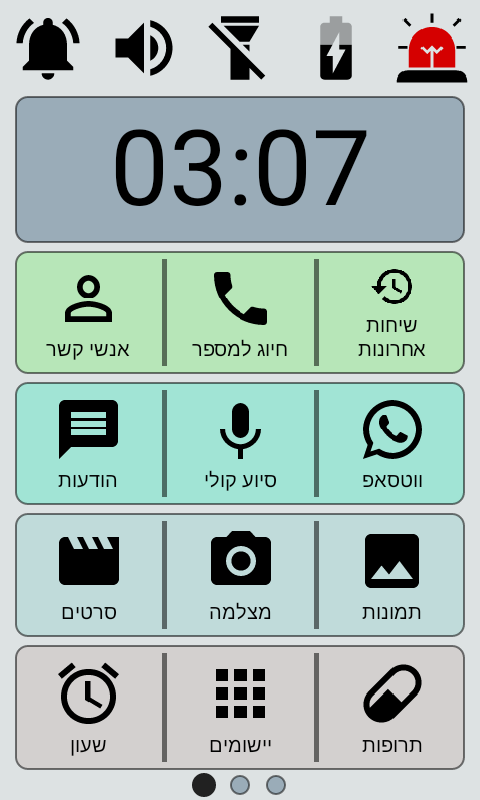 03:07
שיחות
אחרונות
חיוג למספר
אנשי קשר
ווטסאפ
סיוע קולי
הודעות
תמונות
מצלמה
סרטים
תרופות
יישומים
שעון